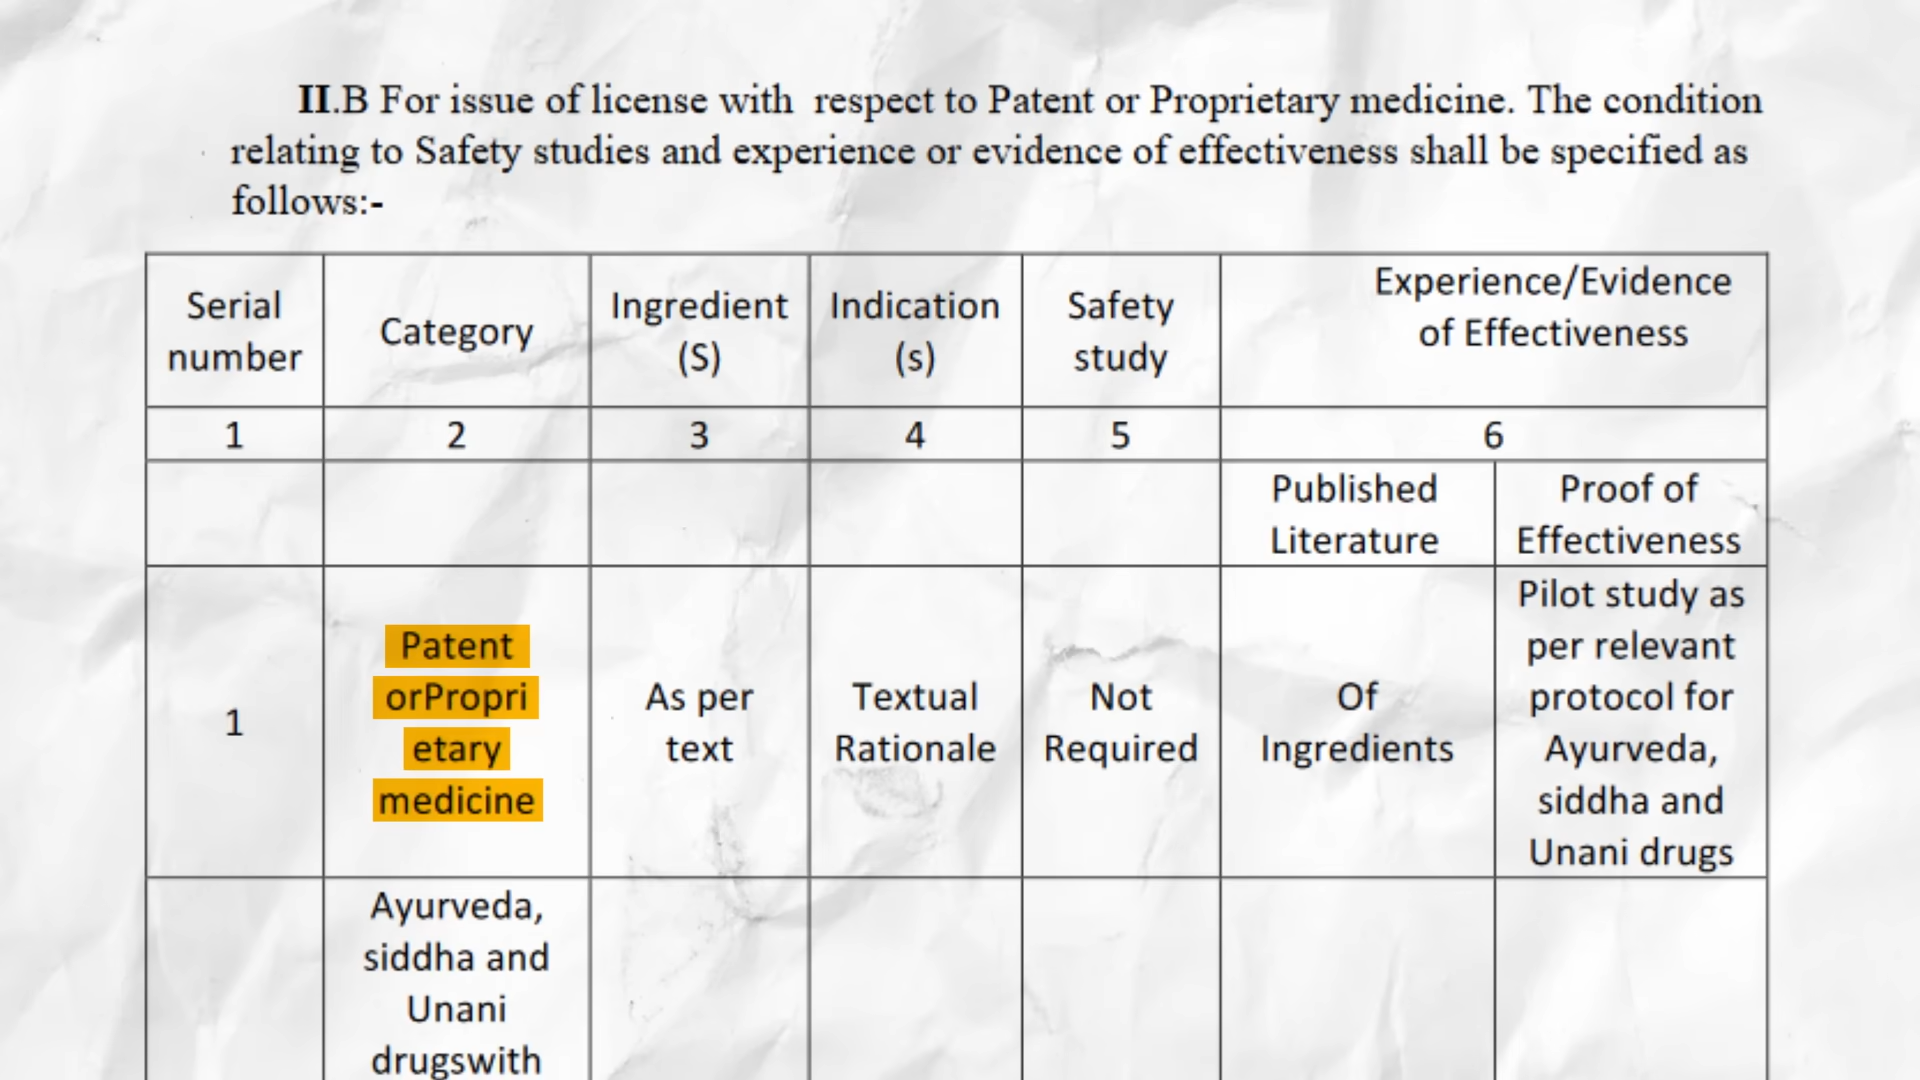 II.B For issue of license with respect to Patent or Proprietary medicine. The condition
relating to Safety studies and experience or evidence of effectiveness shall be specified as
follows:-
Serial
number
Category
Ingredient
(S)
Indication
(s)
Safety
study
Experience/Evidence
of Effectiveness
1
2
3
4
5
6
Published
Literature
Proof of
Effectiveness
1
Patent
orPropri
etary
medicine
As per
text
Textual
Rationale
Not
Required
Of
Ingredients
Pilot study as
per relevant
protocol for
Ayurveda,
siddha and
Unani drugs
Ayurveda,
siddha and
Unani
drugswith